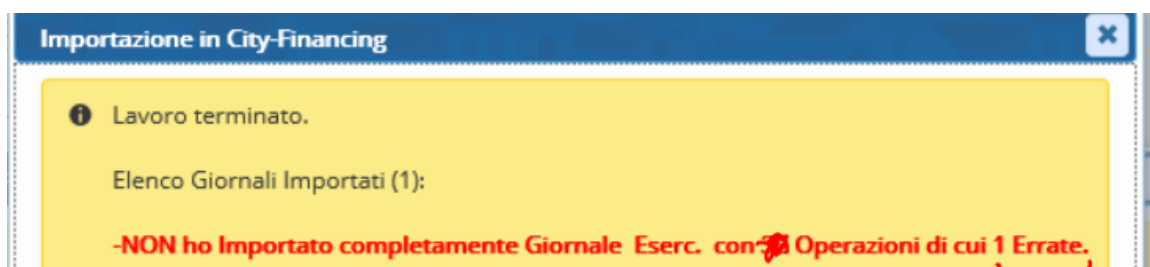 Importazione in City-Financing
Lavoro terminato.
Elenco Giornali Importati (1):
-NON ho Importato completamente Giornale Eserc. con Operazioni di cui 1 Errate.